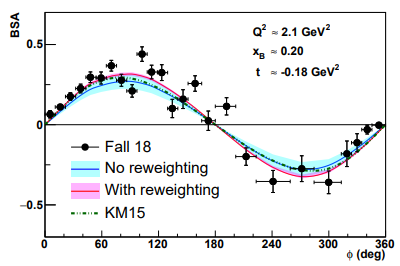 BSA
Q² ≈ 2.1 GeV²
x_B ≈ 0.20
t ≈ -0.18 GeV²
0.5
0
−0.5
Fall 18
No reweighting
With reweighting
KM15
0 60 120 180 240 300 360
ϕ (deg)